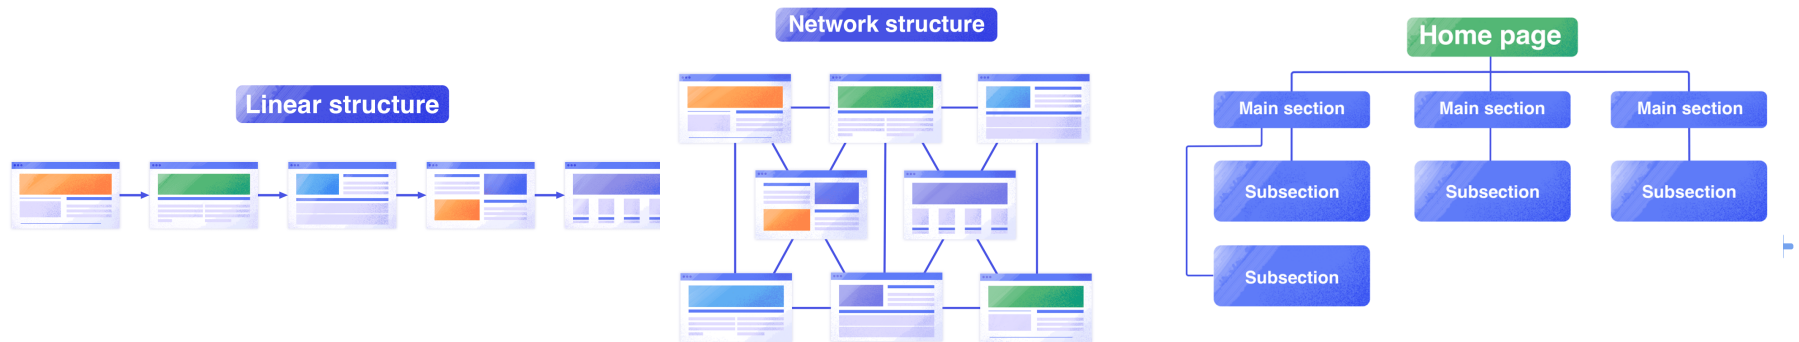 Linear structure
Network structure
Home page
Main section
Main section
Main section
Subsection
Subsection
Subsection
Subsection